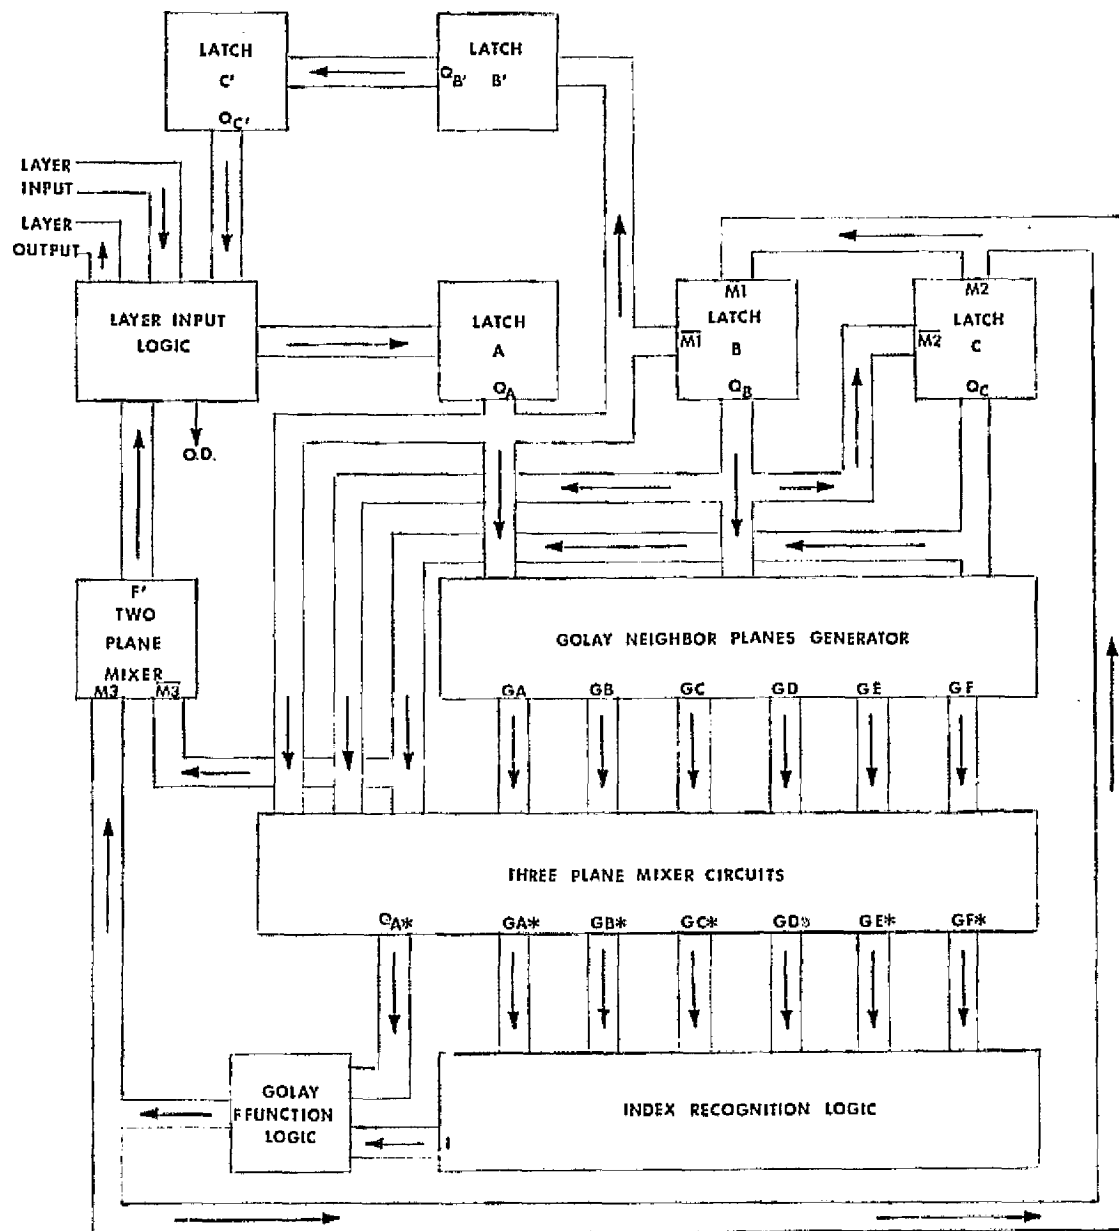 LATCH
C'
QC'
LATCH
QB' B'
LAYER
INPUT
LAYER
OUTPUT
LAYER INPUT
LOGIC
O.D.
LATCH
A
QA
M1
LATCH
M1
B
QB
M2
LATCH
M2
C
QC
F'
TWO
PLANE
MIXER
M3 M3
GOLAY NEIGHBOR PLANES GENERATOR
GA GB GC GD GE GF
THREE PLANE MIXER CIRCUITS
QA* GA* GB* GC* GD* GE* GF*
GOLAY
F FUNCTION
LOGIC
I
INDEX RECOGNITION LOGIC